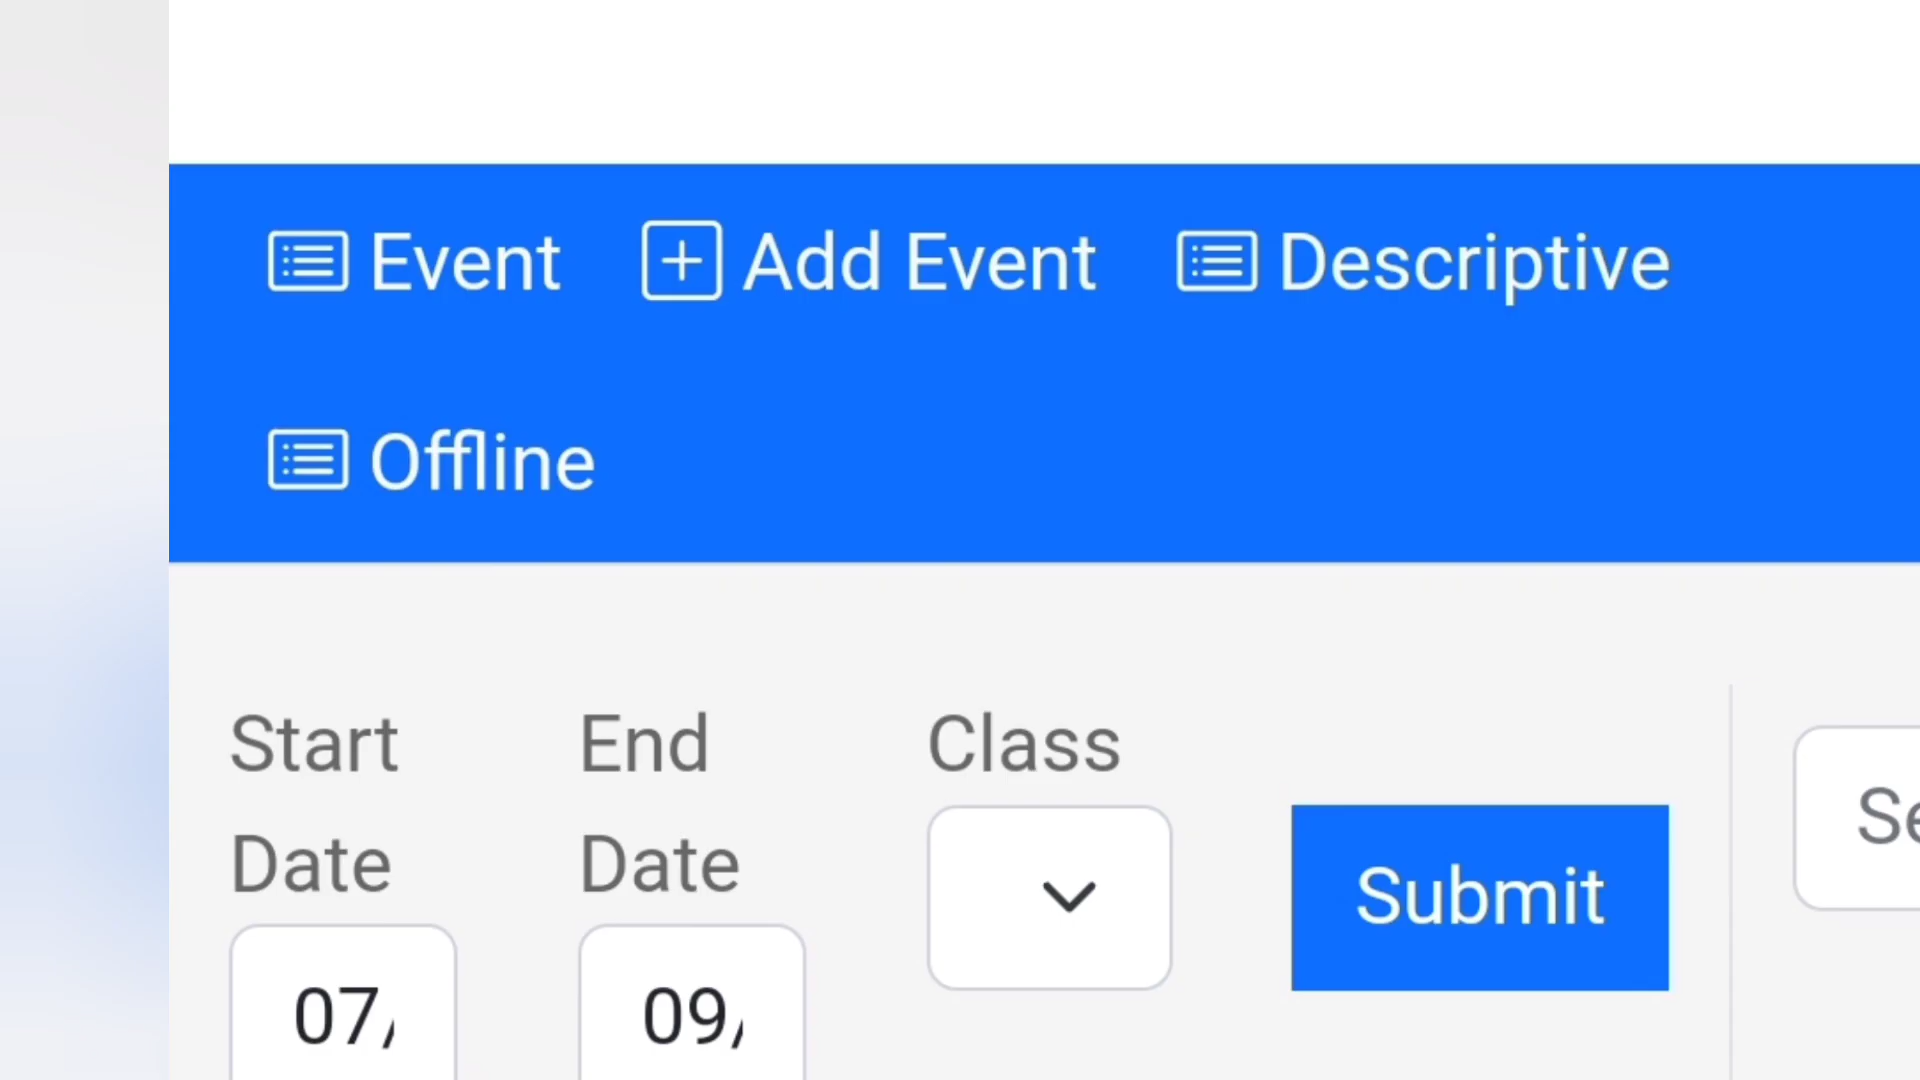 Event Add Event Descriptive
Offline
Start Date End Date Class Submit
07/ 09/